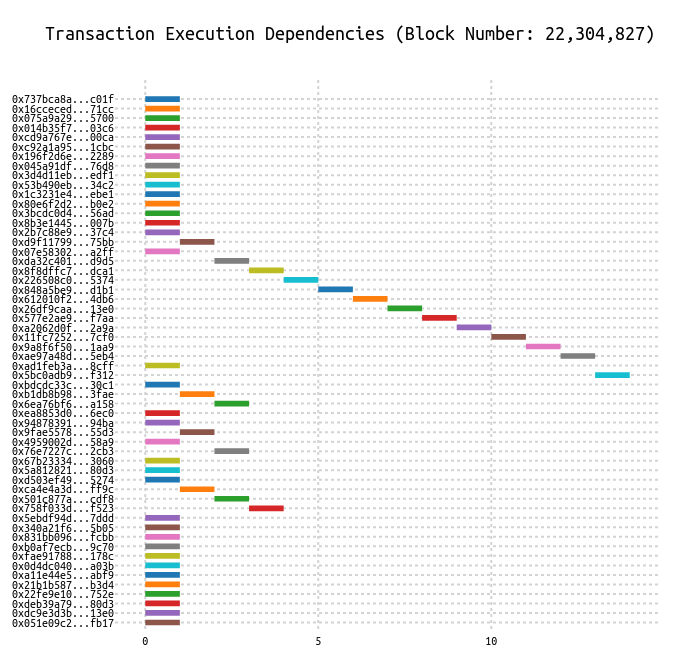 Transaction Execution Dependencies (Block Number: 22,304,827)
0x737bca8a...c01f
0x16cceced...71cc
0x075a9a29...5700
0x014b35f7...03c6
0xcd9a767e...00ca
0xc92a1a95...1cbc
0x196f2d6e...2289
0x045a91df...76d8
0x3d4d11eb...edf1
0x53b490eb...34c2
0x1c3231e4...ebe1
0x80e6f2d2...b0e2
0x3bcdc0d4...56ad
0x8b3e1445...007b
0x2b7c88e9...37c4
0xd9f11799...75bb
0x07e58302...a2ff
0xda32c401...d9d5
0x8f8dffc7...dca1
0x226508c0...5374
0x848a5be9...d1b1
0x612010f2...4db6
0x26df9caa...13e0
0x577e2ae9...f7aa
0xa2062d0f...2a9a
0x11fc7252...7cf0
0x9a8f6f50...1aa9
0xae97a48d...5eb4
0xad1feb3a...8cff
0x5bc0adb9...f312
0xbdcdc33c...30c1
0xb1db8b98...3fae
0x6ea76bf6...a158
0xea8853d0...6ec0
0x94878391...94ba
0x9fae5578...55d3
0x4959002d...58a9
0x76e7227c...2cb3
0x67b23334...3060
0x5a812821...80d3
0xd503ef49...5274
0xca4e4a3d...ff9c
0x501c877a...cdf8
0x758f033d...f523
0x5ebdf94d...7ddd
0x340a21f6...5b05
0x831bb096...fcbb
0xb0af7ecb...9c70
0xfae91788...178c
0x0d4dc040...a03b
0xa11e44e5...abf9
0x21b1b587...b3d4
0x22fe9e10...752e
0xdeb39a79...80d3
0xdc9e3d3b...13e0
0x051e09c2...fb17
0 5 10